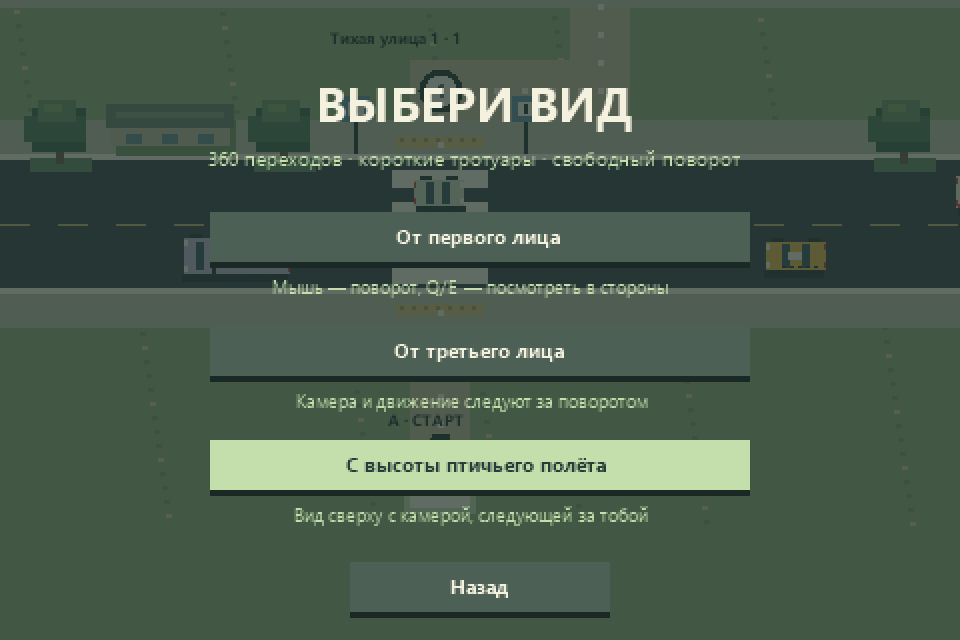 Тихая улица 1 · 1
ВЫБЕРИ ВИД
360 переходов · короткие тротуары · свободный поворот
От первого лица
Мышь — поворот, Q/E — посмотреть в стороны
От третьего лица
Камера и движение следуют за поворотом
А · СТАРТ
С высоты птичьего полёта
Вид сверху с камерой, следующей за тобой
Назад